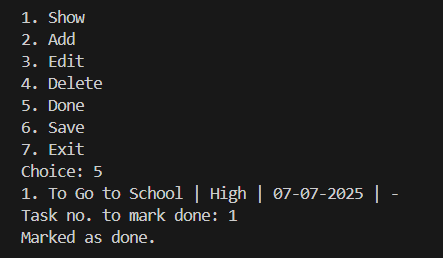 1. Show
2. Add
3. Edit
4. Delete
5. Done
6. Save
7. Exit
Choice: 5
1. To Go to School | High | 07-07-2025 | -
Task no. to mark done: 1
Marked as done.